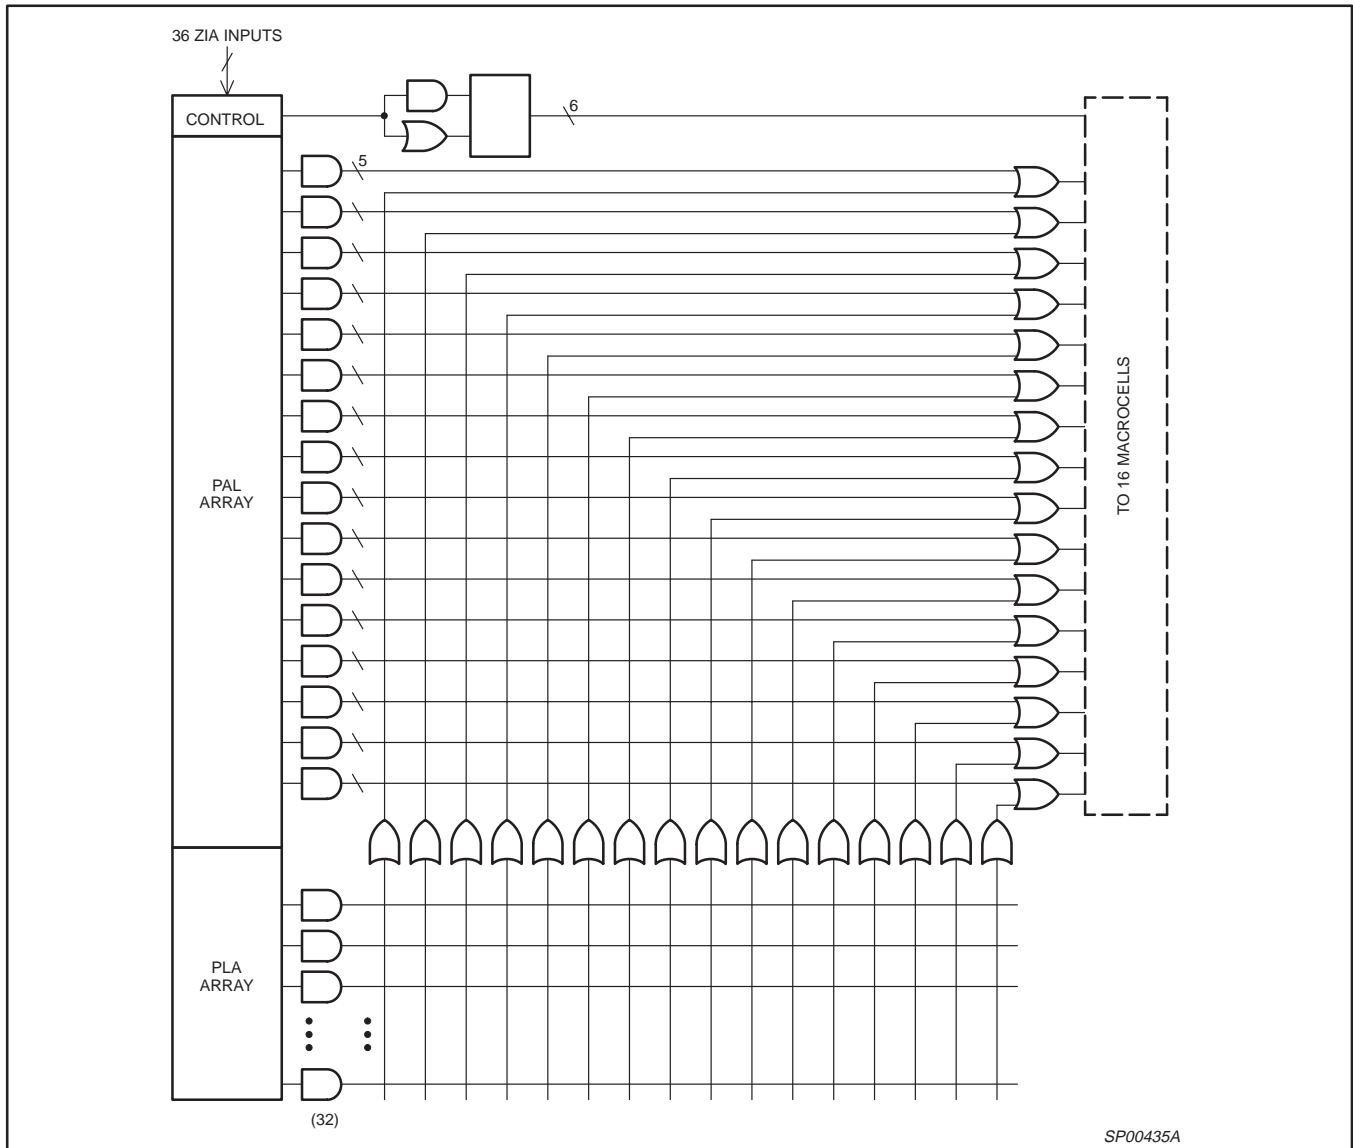 36 ZIA INPUTS
CONTROL
6
5
PAL
ARRAY
TO 16 MACROCELLS
PLA
ARRAY
(32)
SP00435A